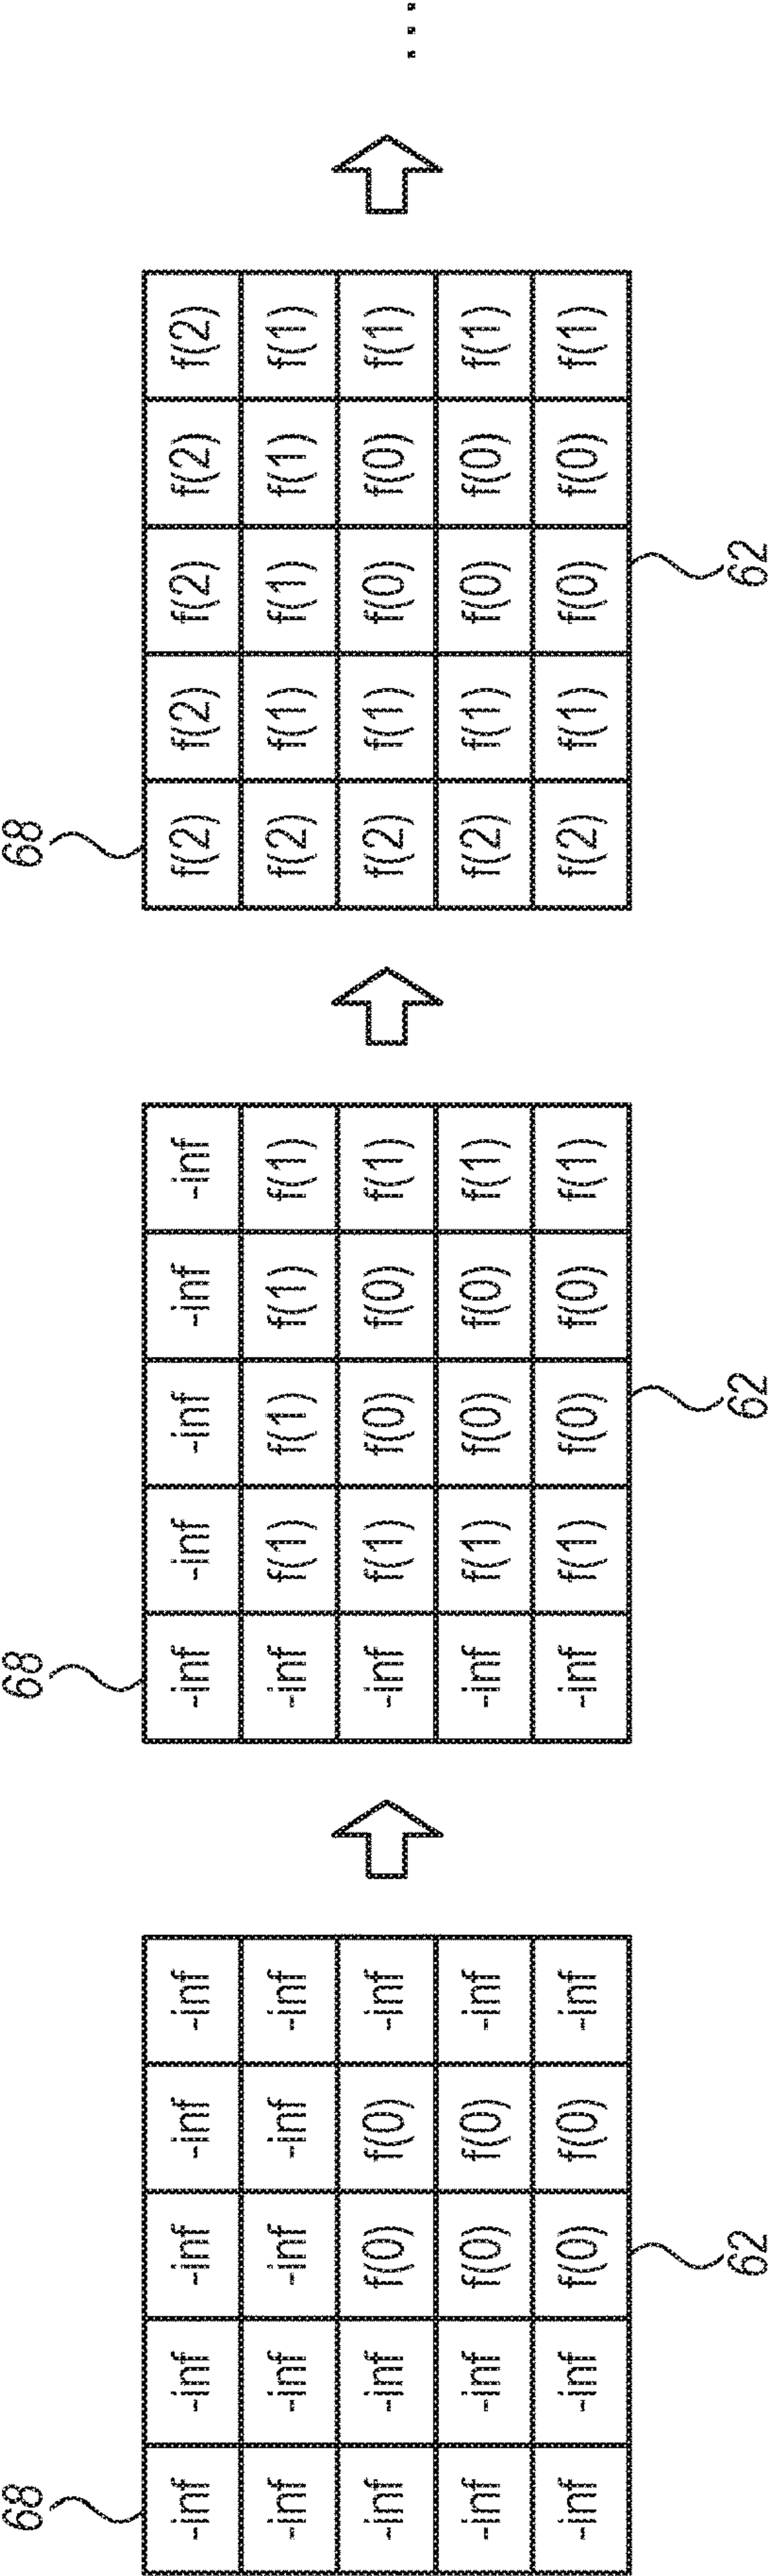 68
-inf -inf -inf -inf -inf
-inf -inf -inf -inf -inf
-inf -inf f(0) f(0) -inf
-inf -inf f(0) f(0) -inf
-inf -inf f(0) f(0) -inf
62
68
-inf -inf -inf -inf -inf
-inf f(1) f(1) f(1) f(1)
-inf f(1) f(0) f(0) f(1)
-inf f(1) f(0) f(0) f(1)
-inf f(1) f(0) f(0) f(1)
62
68
f(2) f(2) f(2) f(2) f(2)
f(2) f(1) f(1) f(1) f(1)
f(2) f(1) f(0) f(0) f(1)
f(2) f(1) f(0) f(0) f(1)
f(2) f(1) f(0) f(0) f(1)
62
...